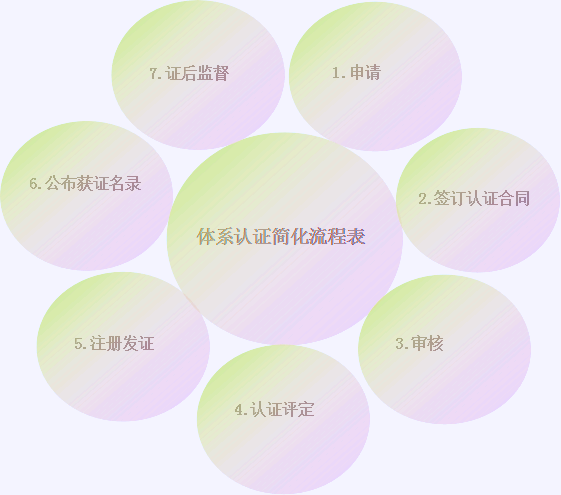 体系认证简化流程表
1.申请
2.签订认证合同
3.审核
4.认证评定
5.注册发证
6.公布获证名录
7.证后监督